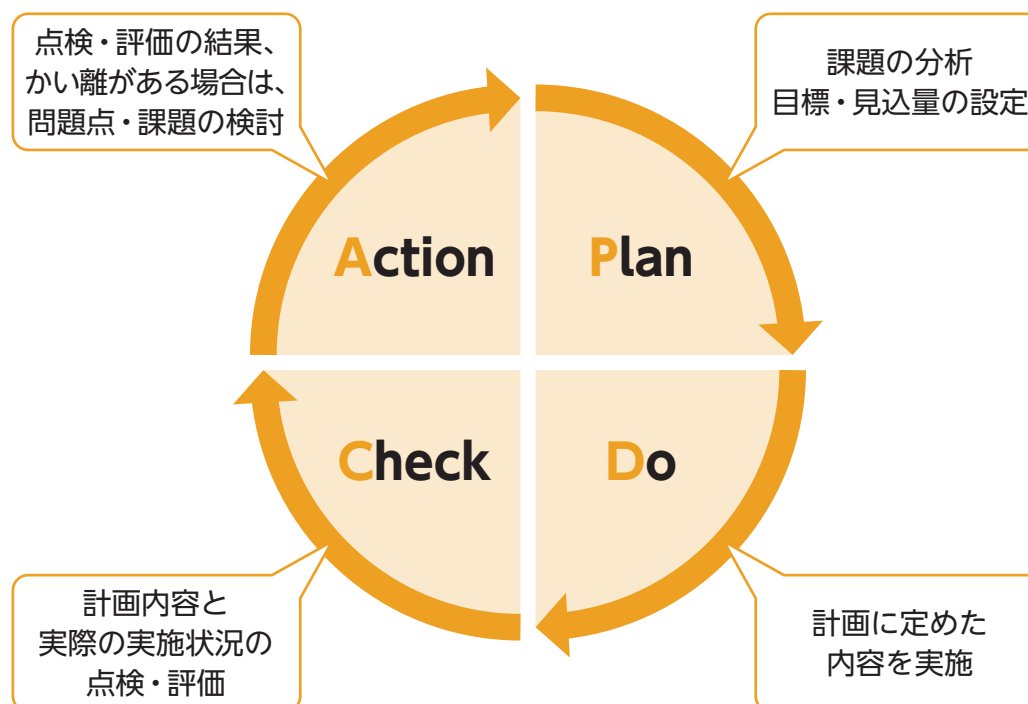 点検・評価の結果、
かい離がある場合は、
問題点・課題の検討
課題の分析
目標・見込量の設定
Action
Plan
Check
Do
計画内容と
実際の実施状況の
点検・評価
計画に定めた
内容を実施